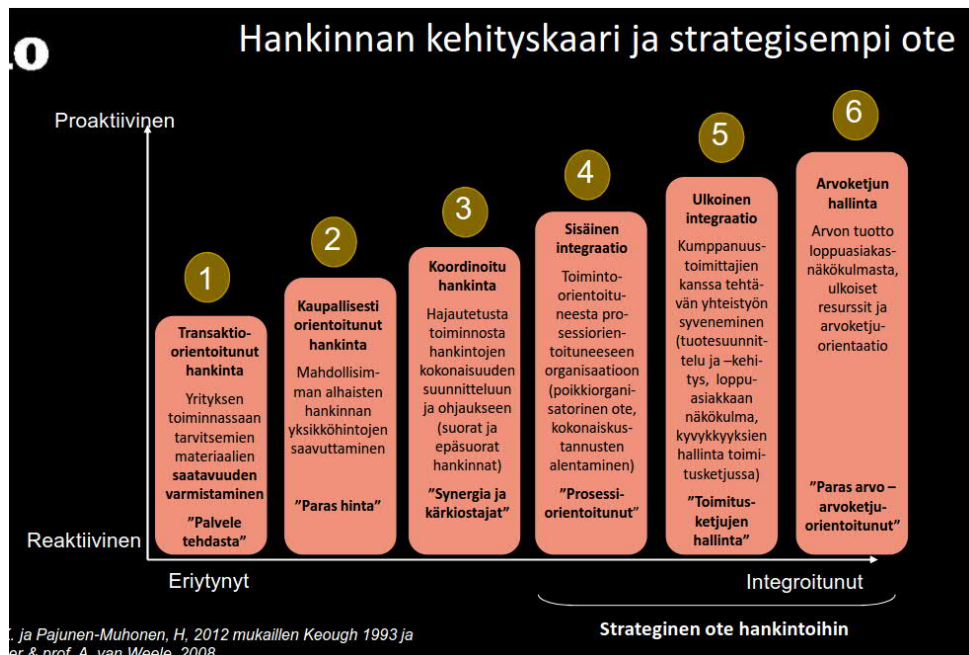 Hankinnan kehityskaari ja strategisempi ote
LO
Proaktiivinen
1
Transaktio-
orientoitunut
hankinta
Yrityksen
toiminnassaan
tarvitsemien
materiaalien
saatavuuden
varmistaminen
"Palvele
tehdasta"
2
Kaupallisesti
orientoitunut
hankinta
Mahdollisim-
man alhaisten
hankinnan
yksikköhintojen
saavuttaminen
"Paras hinta"
3
Koordinoitu
hankinta
Hajautetusta
toiminnosta
hankintojen
kokonaisuuden
suunnitteluun
ja ohjaukseen
(suorat ja
epäsuorat
hankinnat)
"Synergia ja
kärkiostajat"
4
Sisäinen
integraatio
Toiminto-
orientoitu-
neesta pro-
sessiorien-
toituneeseen
organisaatioon
(poikkiorgani-
satorinen ote,
kokonaiskus-
tannusten
alentaminen)
"Prosessi-
orientoitunut"
5
Ulkoinen
integraatio
Kumppanuus-
toimittajien
kanssa tehtä-
vän yhteistyön
syveneminen
(tuotesuunnit-
telu ja –kehi-
tys, loppu-
asiakkaan
näkökulma,
kyvykkyyksien
hallinta toimi-
tusketjussa)
"Toimitus-
ketjujen
hallinta"
6
Arvoketjun
hallinta
Arvon tuotto
loppuasiakas-
näkökulmasta,
ulkoiset
resurssit ja
arvoketju-
orientaatio
"Paras arvo –
arvoketju-
orientoitunut"
Reaktiivinen
Eriytynyt
Integroitunut
Strateginen ote hankintoihin
ja Pajunen-Muhonen, H, 2012 mukaillen Keough 1993 ja
& prof. A. van Weele, 2008